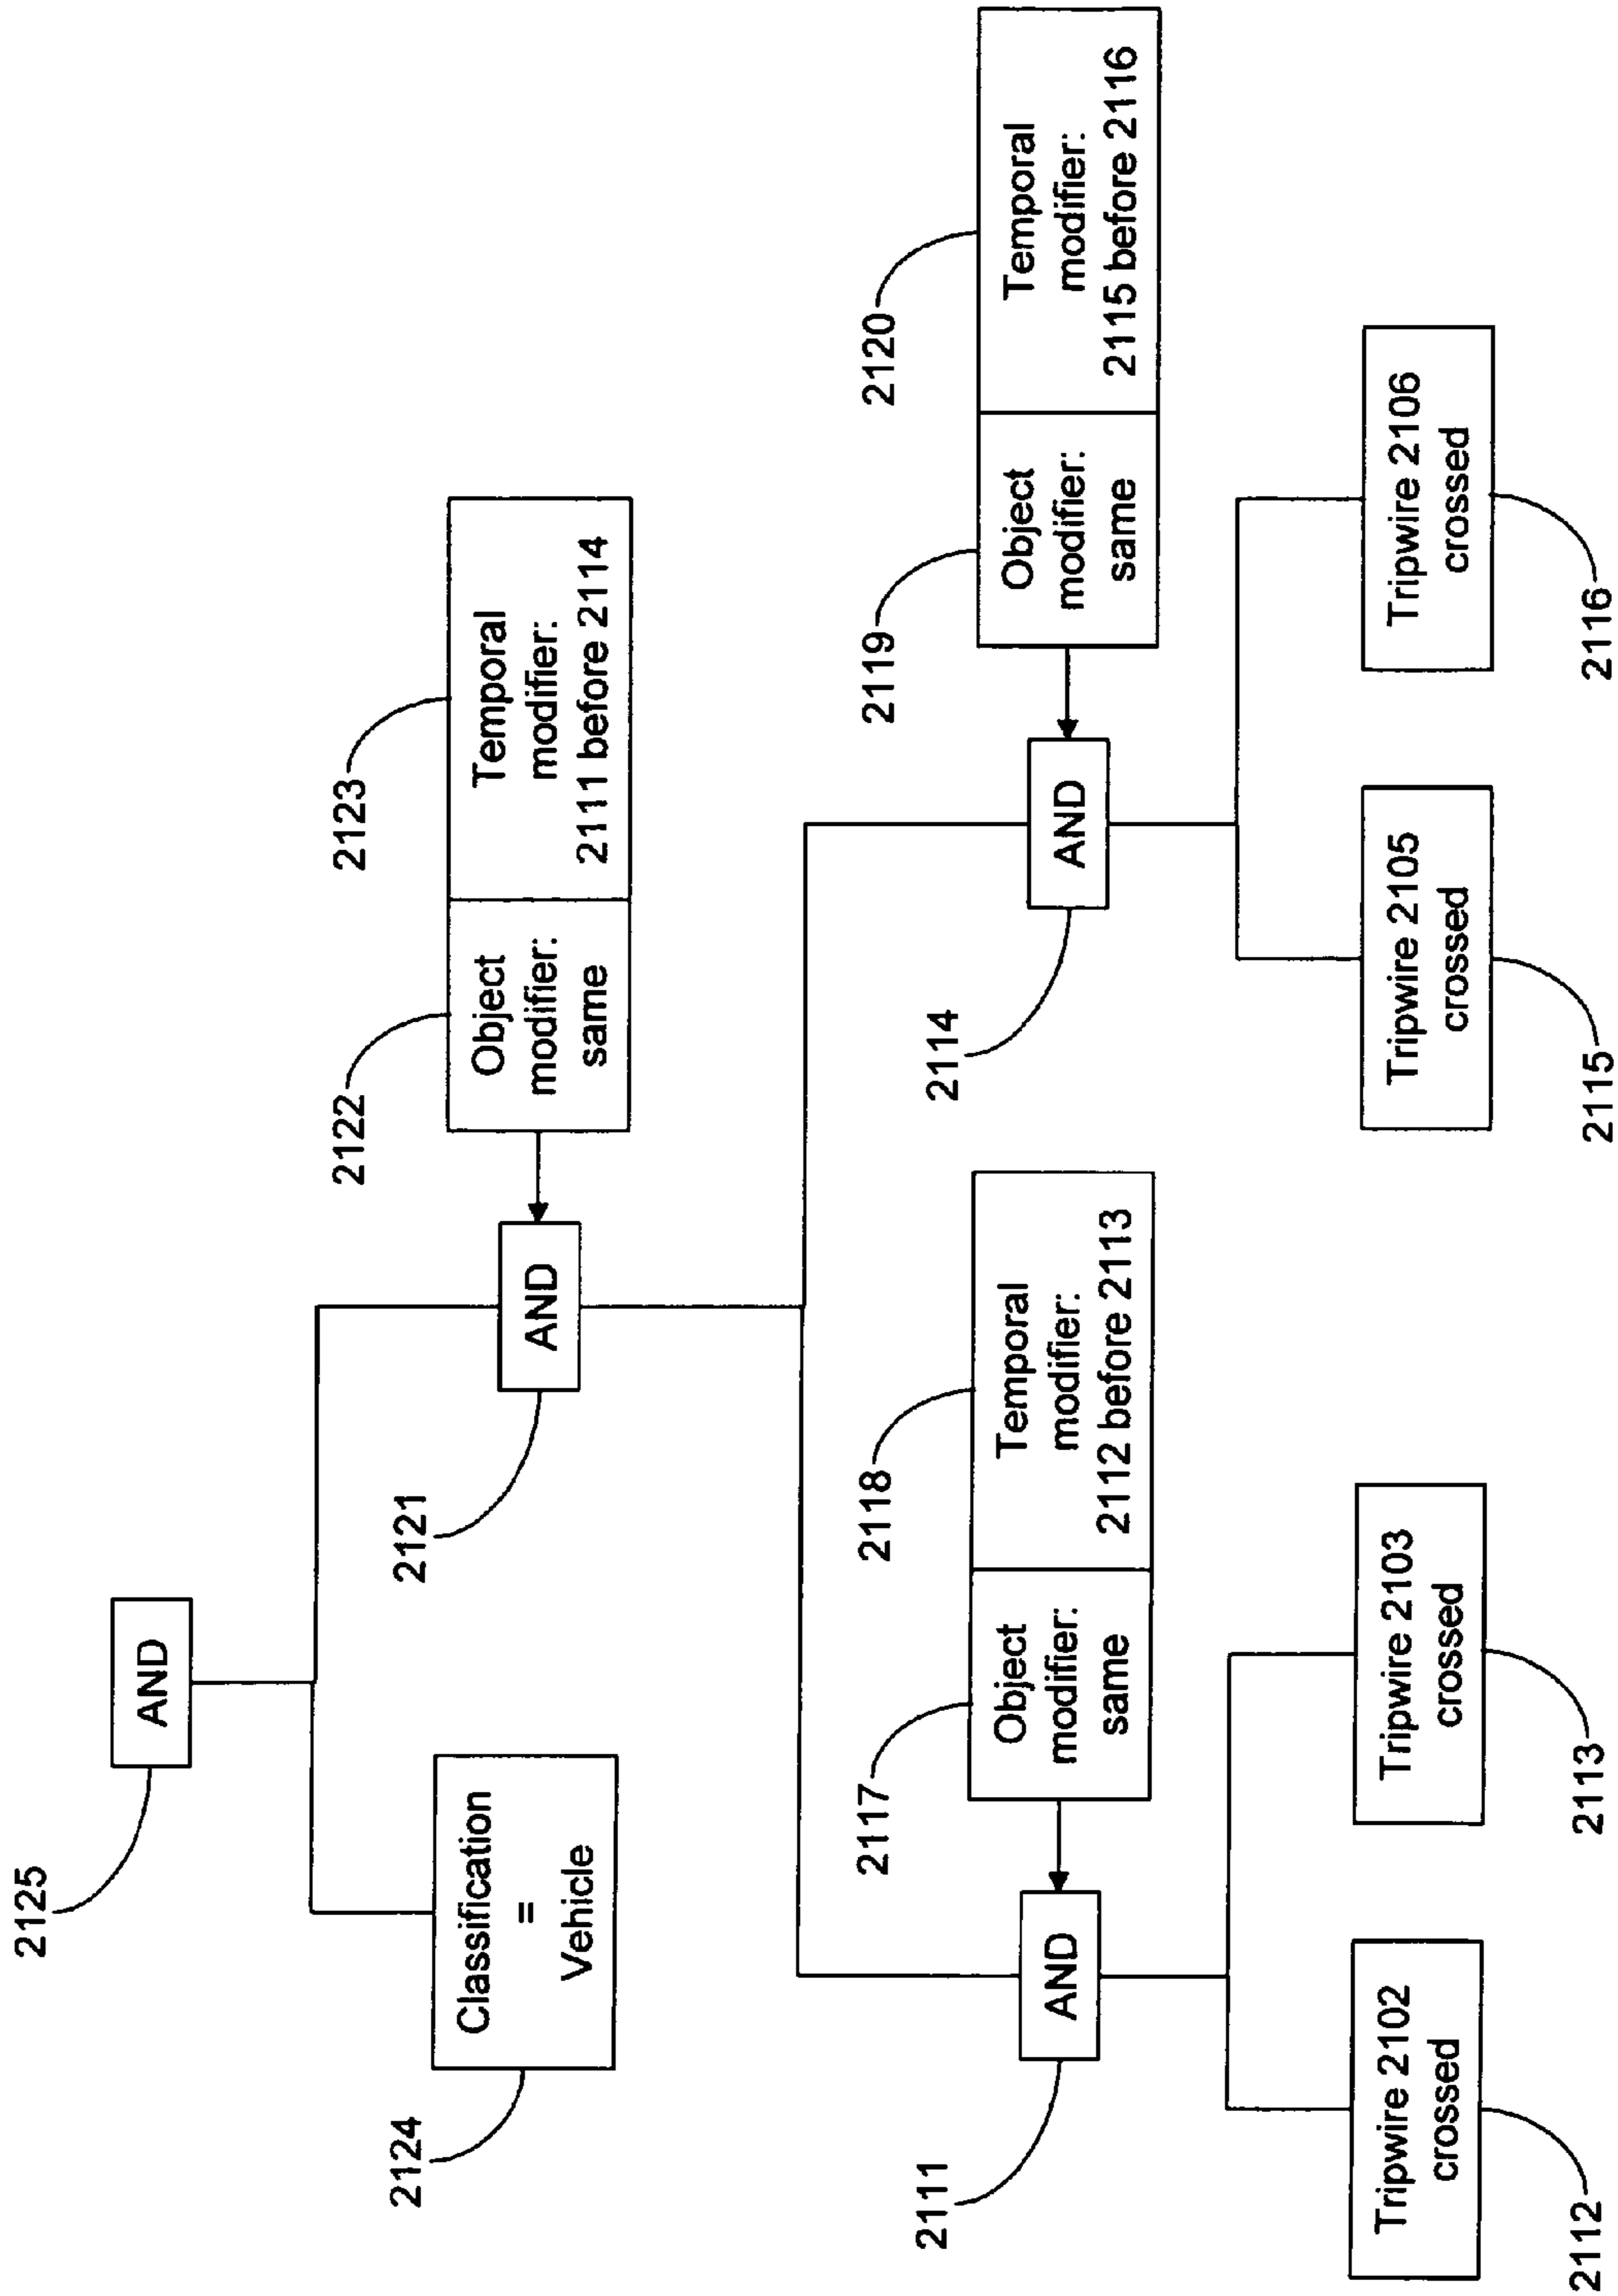 2125
AND
2124
Classification
=
Vehicle
2121
AND
2122
Object
modifier:
same
2123
Temporal
modifier:
2111 before 2114
2111
AND
2117
Object
modifier:
same
2118
Temporal
modifier:
2112 before 2113
2114
AND
2119
Object
modifier:
same
2120
Temporal
modifier:
2115 before 2116
Tripwire 2102
crossed
2112
Tripwire 2103
crossed
2113
Tripwire 2105
crossed
2115
Tripwire 2106
crossed
2116